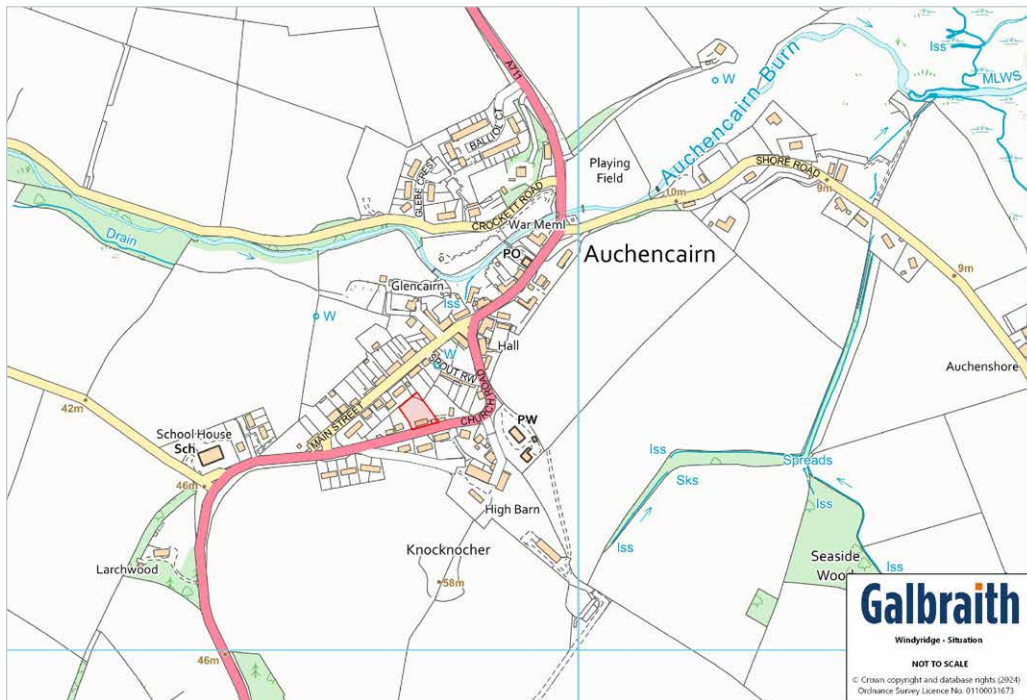 A711
Iss
MLWS
W
Auchencairn Burn
BALLIOL CT
GLEBE CREST
Playing
Field
SHORE ROAD
10m
9m
CROCKETT ROAD
War Meml
Drain
PO
Auchencairn
9m
Glencairn
Iss
W
Hall
W
SPOUT RW
Auchenshore
42m
MAIN STREET
CHURCH ROAD
PW
School House
Sch
46m
Iss
Sks
Spreads
Iss
High Barn
Iss
Knocknocher
58m
Larchwood
Seaside
Wood
Iss
46m
Galbraith
Windyridge - Situation
NOT TO SCALE
© Crown copyright and database rights (2024)
Ordnance Survey Licence No. 01100031673